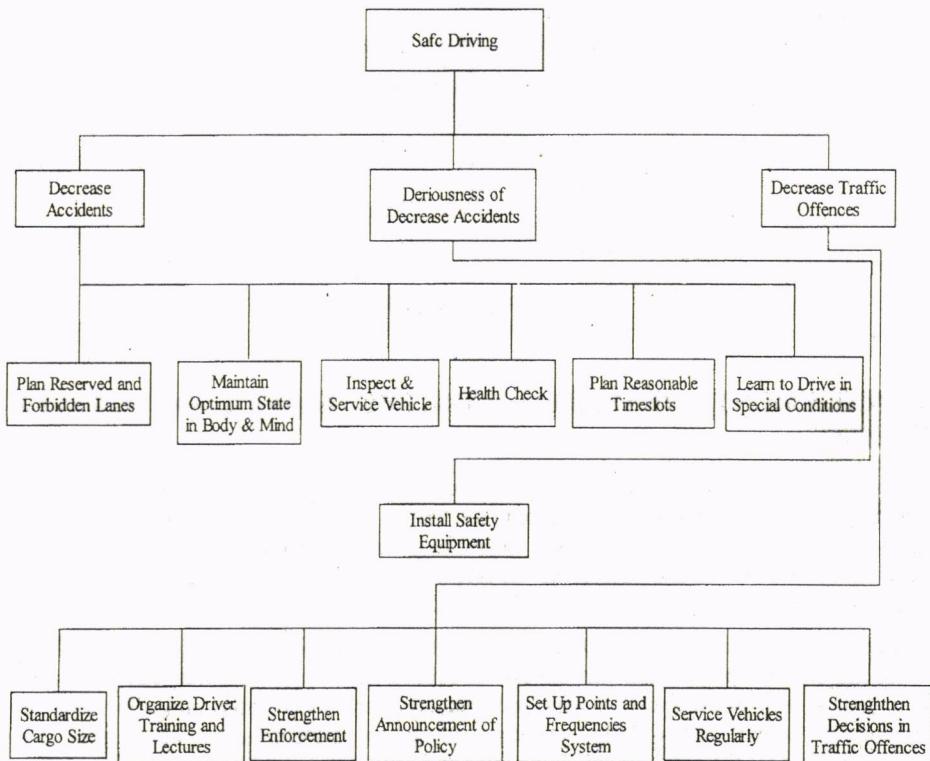 Safc Driving
Decrease
Accidents
Deriousness of
Decrease Accidents
Decrease Traffic
Offences
Plan Reserved and
Forbidden Lanes
Maintain
Optimum State
in Body & Mind
Inspect &
Service Vehicle
Health Check
Plan Reasonable
Timeslots
Learn to Drive in
Special Conditions
Install Safety
Equipment
Standardize
Cargo Size
Organize Driver
Training and
Lectures
Strengthen
Enforcement
Strengthen
Announcement of
Policy
Set Up Points and
Frequencies
System
Service Vehicles
Regularly
Strenghthen
Decisions in
Traffic Offences